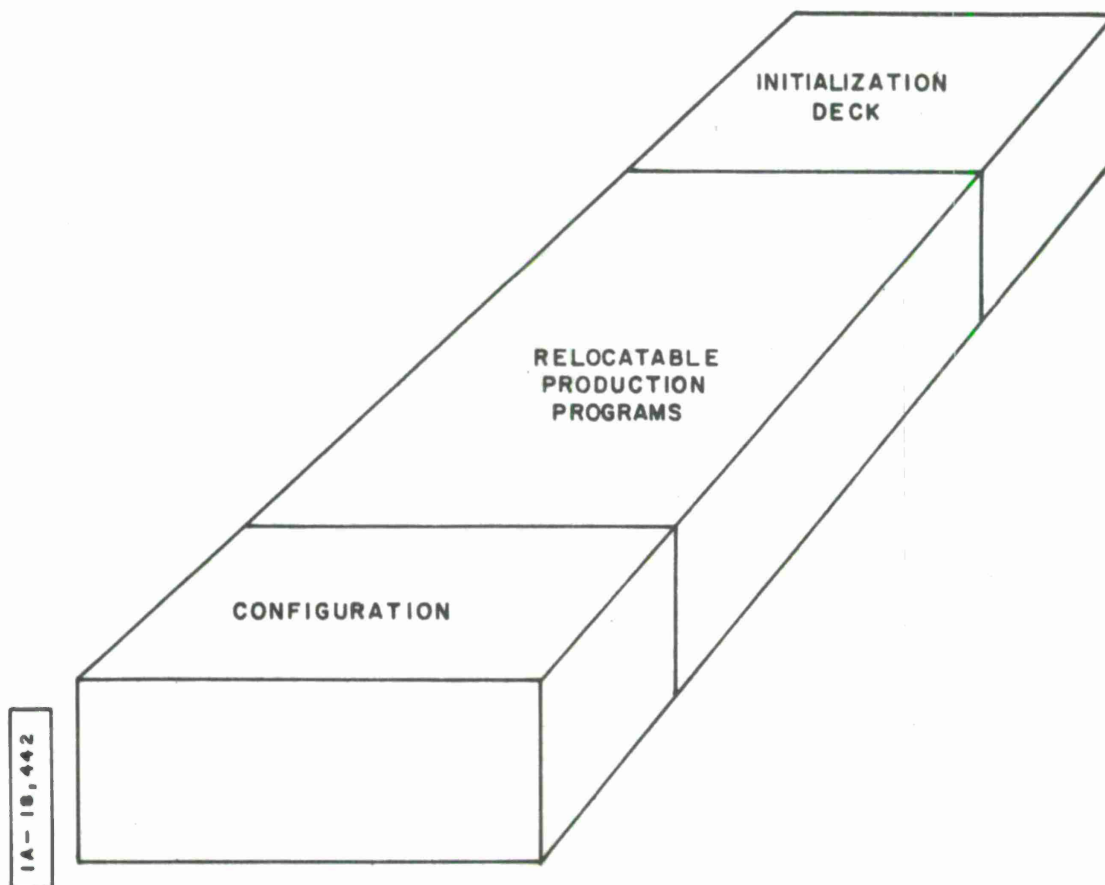 INITIALIZATION
DECK
RELOCATABLE
PRODUCTION
PROGRAMS
CONFIGURATION
IA-18,442